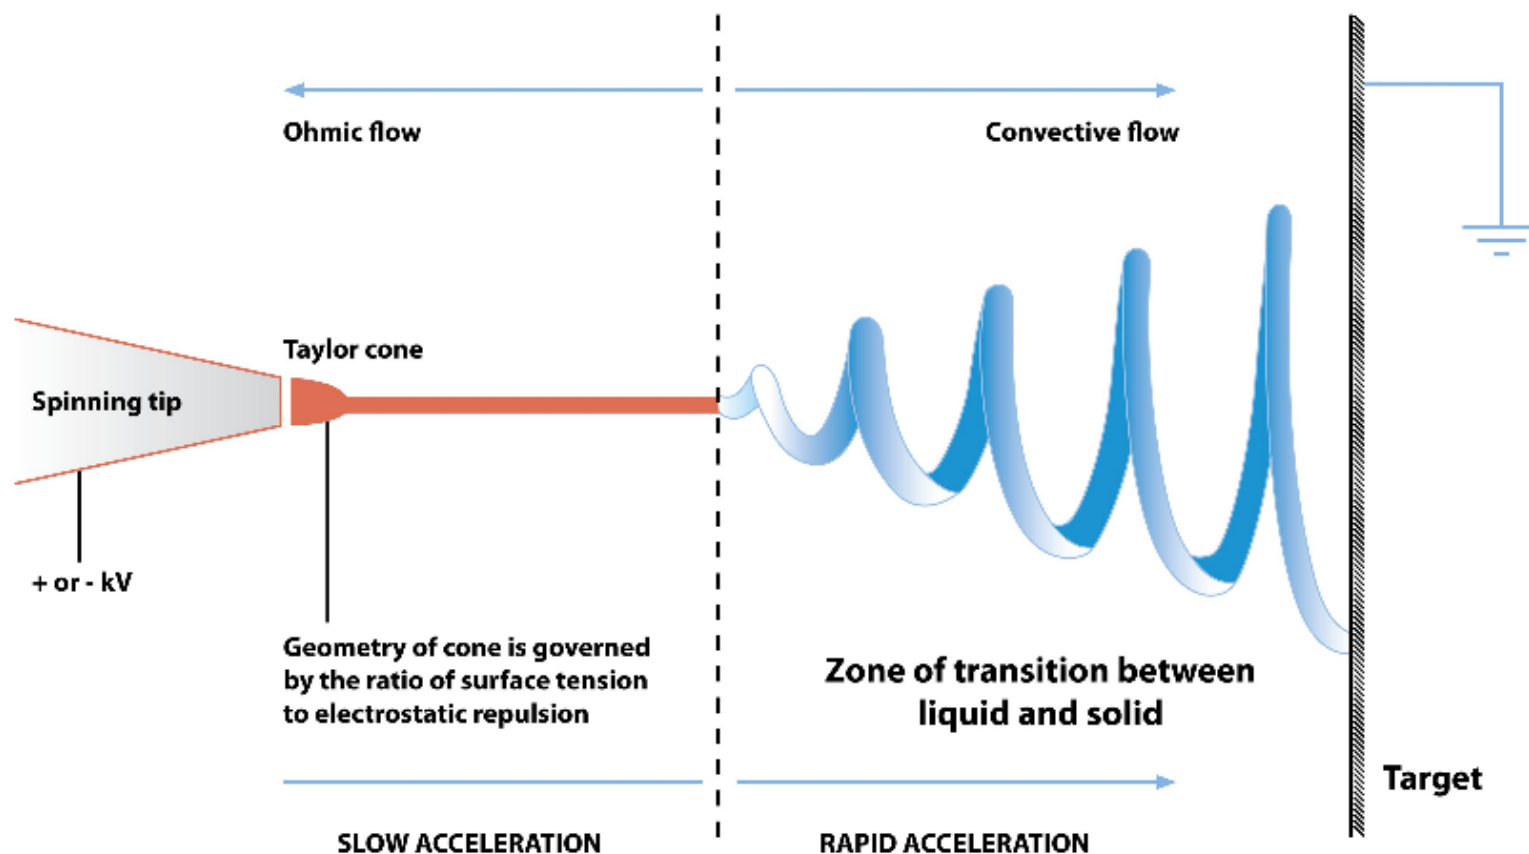 Ohmic flow
Convective flow
Taylor cone
Spinning tip
+ or - kV
Geometry of cone is governed
by the ratio of surface tension
to electrostatic repulsion
Zone of transition between
liquid and solid
Target
SLOW ACCELERATION
RAPID ACCELERATION